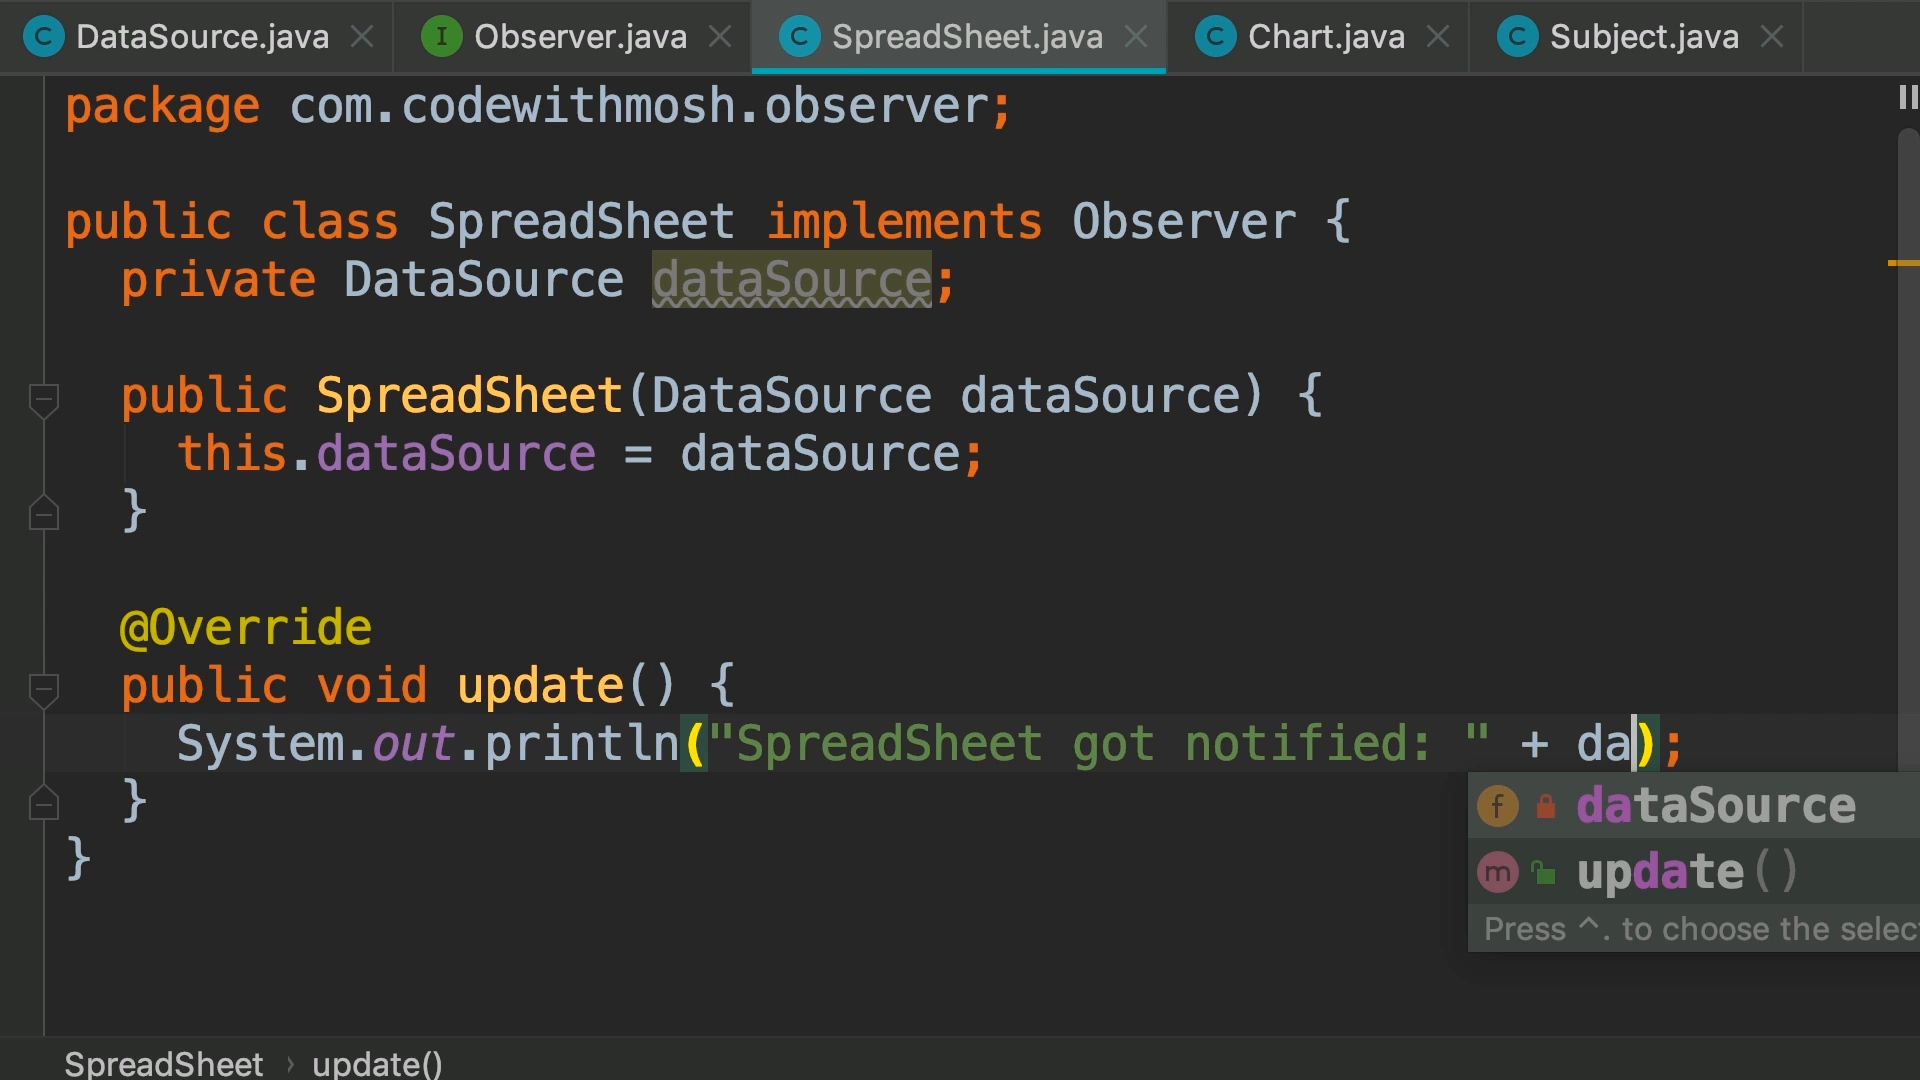 DataSource.java Observer.java SpreadSheet.java Chart.java Subject.java
package com.codewithmosh.observer;
public class SpreadSheet implements Observer {
private DataSource dataSource;
public SpreadSheet(DataSource dataSource) {
this.dataSource = dataSource;
}
@Override
public void update() {
System.out.println("SpreadSheet got notified: " + da);
}
}
f dataSource
m update()
Press ^. to choose the selec
SpreadSheet › update()